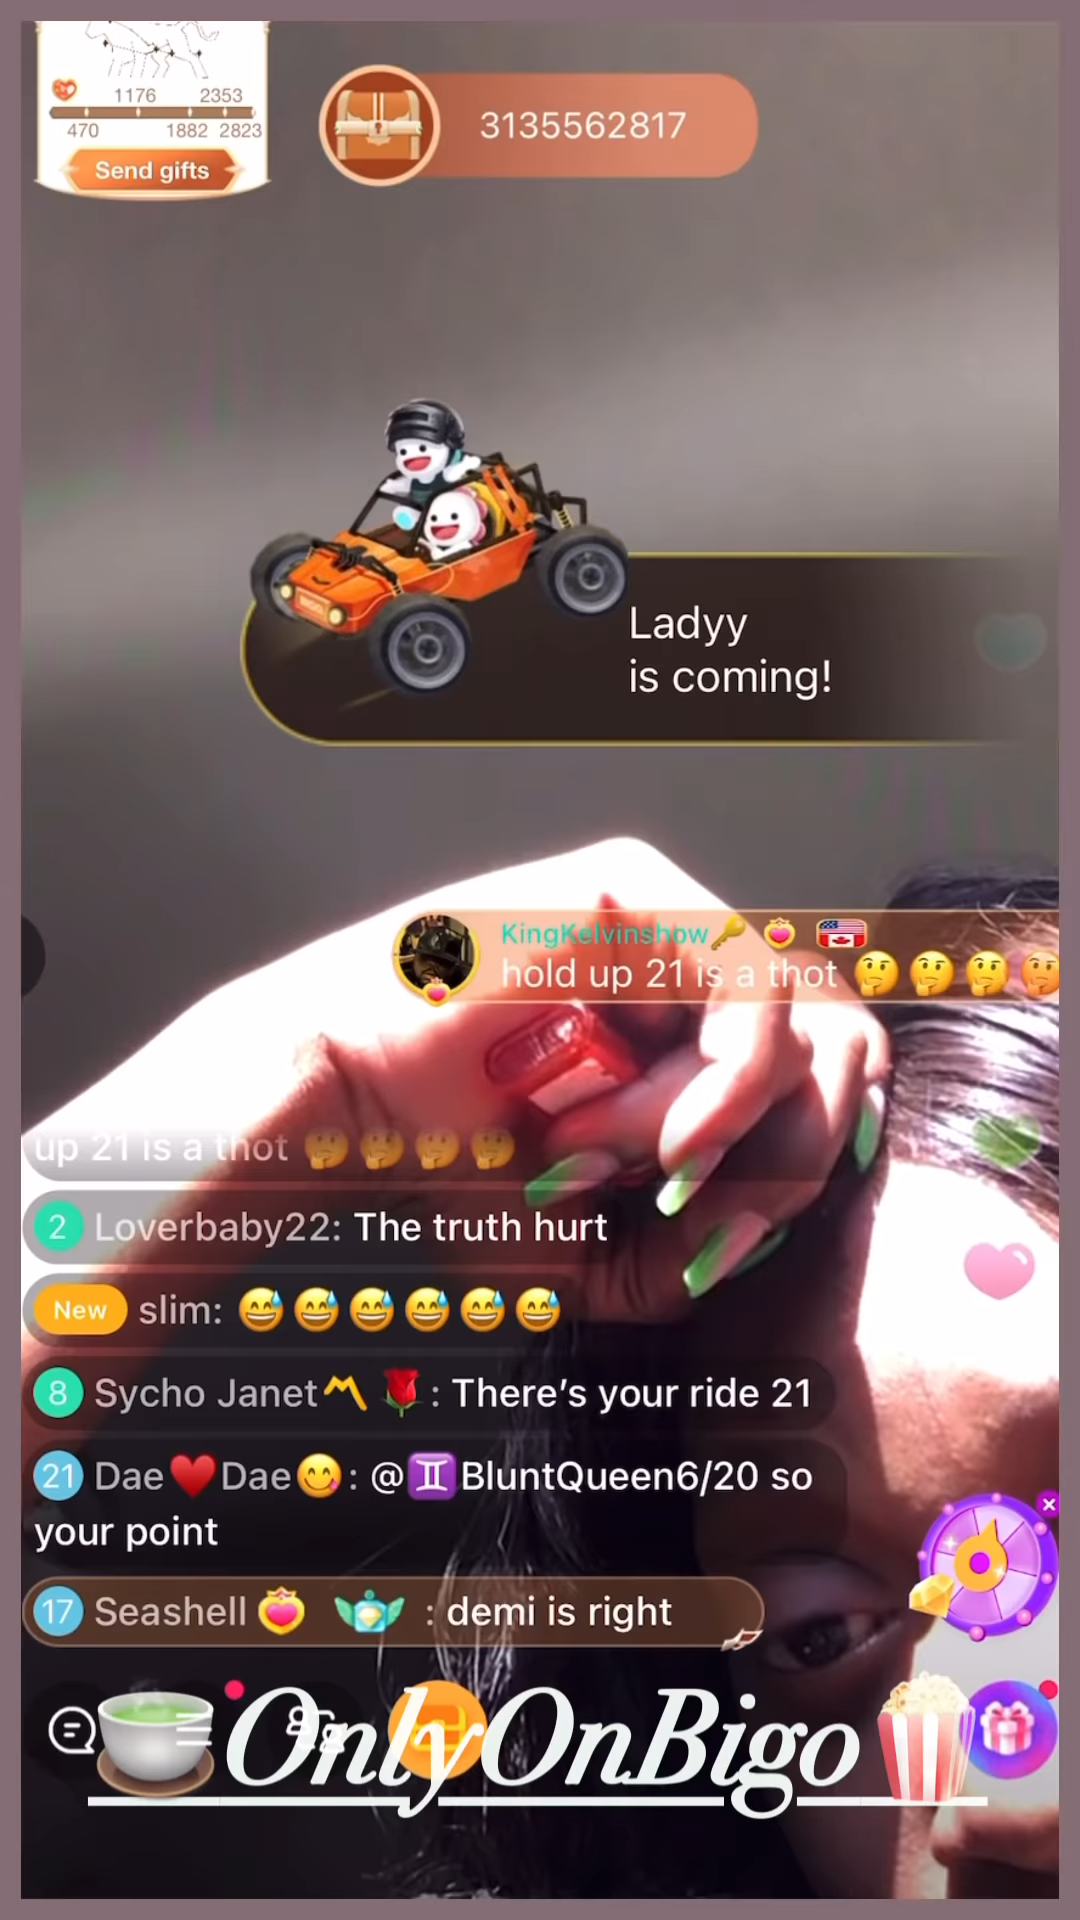 1176 2353
470 1882 2823
Send gifts
3135562817
Ladyy
is coming!
KingKelvinshow🔑
hold up 21 is a thot 🤔🤔🤔🤔
up 21 is a thot 🤔🤔🤔🤔
2 Loverbaby22: The truth hurt
New slim: 😅😅😅😅😅😅
8 Sycho Janet〽️🌹: There's your ride 21
21 Dae♥️Dae😋: @♊BluntQueen6/20 so
your point
17 Seashell : demi is right
🍵OnlyOnBigo🍿